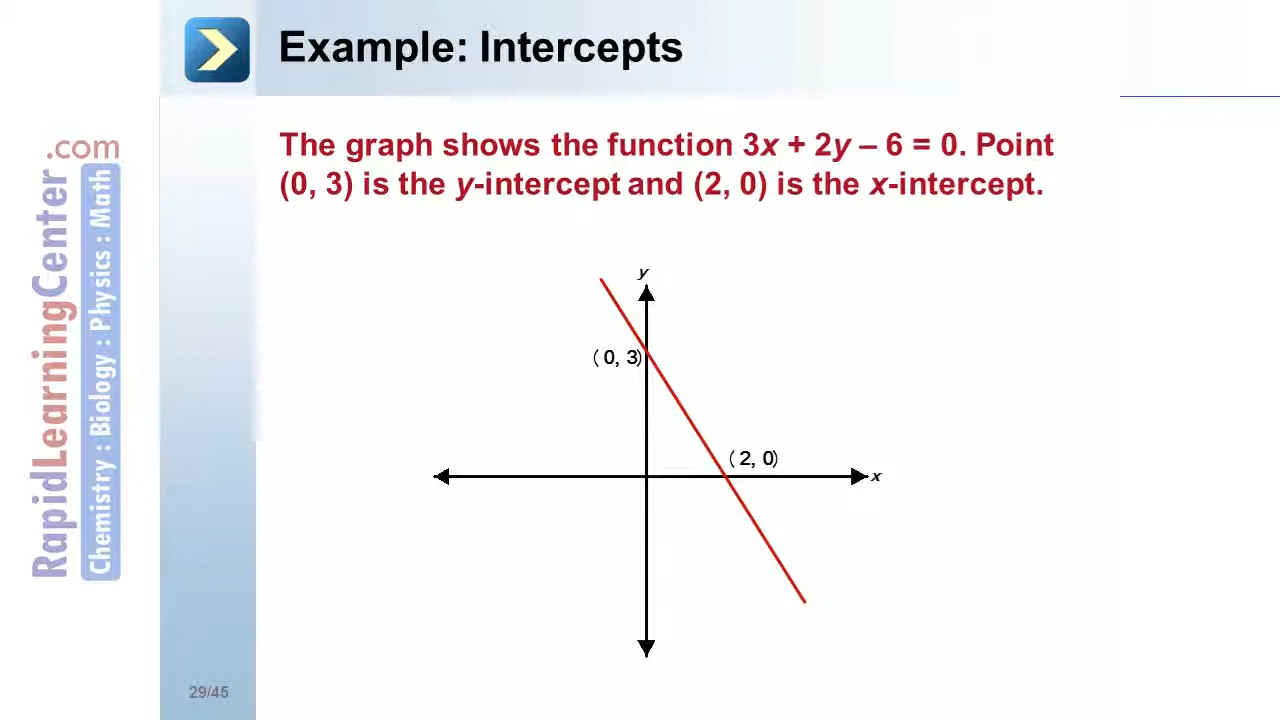 Example: Intercepts
The graph shows the function 3x + 2y – 6 = 0. Point
(0, 3) is the y-intercept and (2, 0) is the x-intercept.
y
(0, 3)
(2, 0)
x
RapidLearningCenter.com
Chemistry : Biology : Physics : Math
29/45